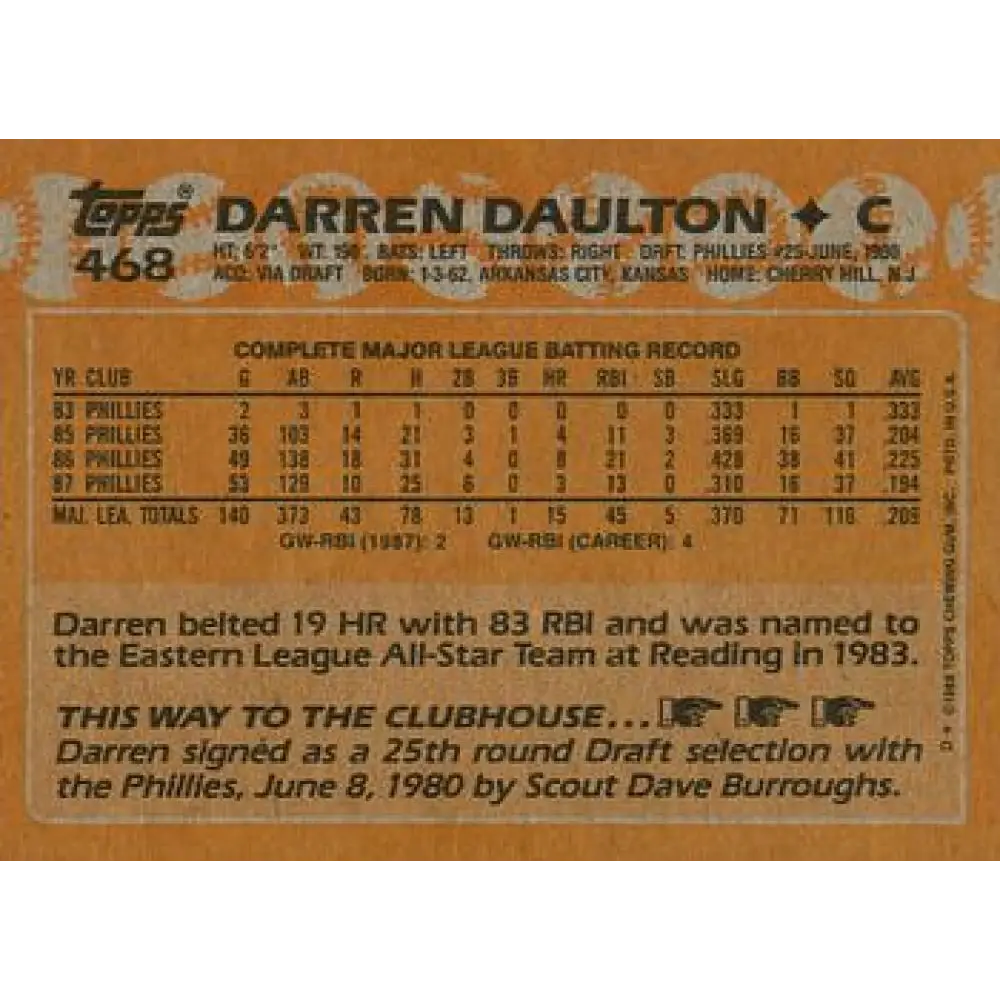 Topps®
468
DARREN DAULTON ✦ C
HT: 6'2" WT: 190 BATS: LEFT THROWS: RIGHT DRFT: PHILLIES #25-JUNE, 1980
ACQ: VIA DRAFT BORN: 1-3-62, ARKANSAS CITY, KANSAS HOME: CHERRY HILL, N.J.
COMPLETE MAJOR LEAGUE BATTING RECORD
YR CLUB G AB R H 2B 3B HR RBI SB SLG BB SO AVG
83 PHILLIES 2 3 1 1 0 0 0 0 0 .333 1 1 .333
85 PHILLIES 36 103 14 21 3 1 4 11 3 .369 16 37 .204
86 PHILLIES 49 138 18 31 4 0 8 21 2 .428 38 41 .225
87 PHILLIES 53 129 10 25 6 0 3 13 0 .310 16 37 .194
MAJ. LEA. TOTALS 140 373 43 78 13 1 15 45 5 .370 71 116 .209
GW-RBI (1987): 2 GW-RBI (CAREER): 4
Darren belted 19 HR with 83 RBI and was named to
the Eastern League All-Star Team at Reading in 1983.
THIS WAY TO THE CLUBHOUSE...
Darren signed as a 25th round Draft selection with
the Phillies, June 8, 1980 by Scout Dave Burroughs.
©1988 TOPPS CHEWING GUM, INC. PRTD. IN U.S.A.